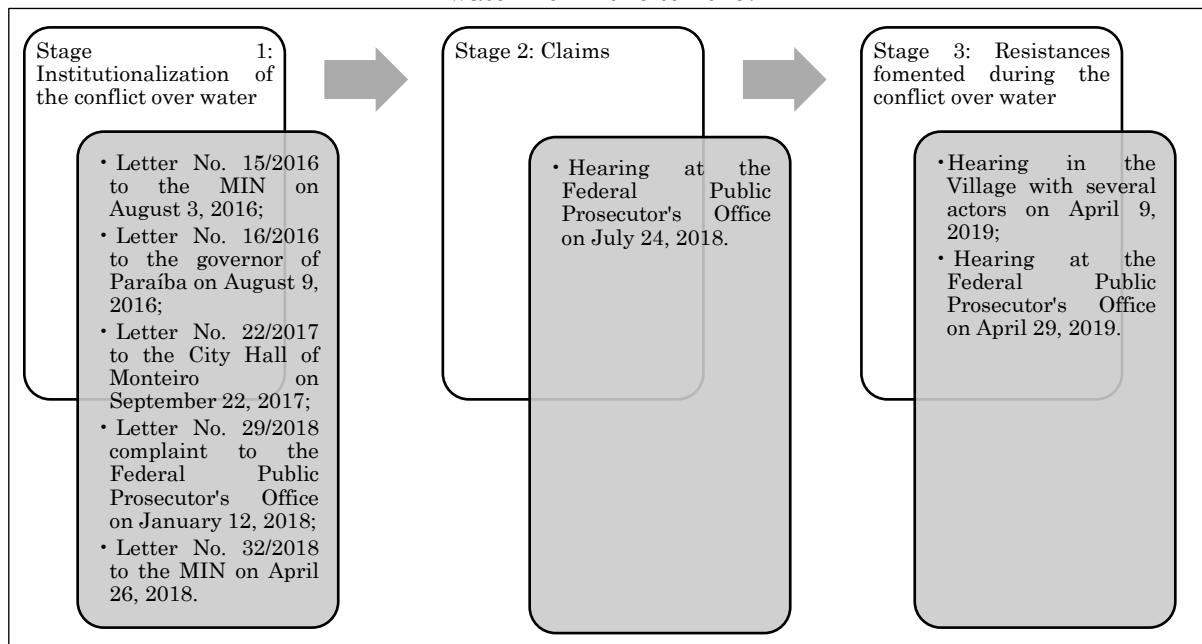 Stage 1:
Institutionalization of
the conflict over water
• Letter No. 15/2016
to the MIN on
August 3, 2016;
• Letter No. 16/2016
to the governor of
Paraíba on August 9,
2016;
• Letter No. 22/2017
to the City Hall of
Monteiro on
September 22, 2017;
• Letter No. 29/2018
complaint to the
Federal Public
Prosecutor's Office
on January 12, 2018;
• Letter No. 32/2018
to the MIN on April
26, 2018.
Stage 2: Claims
• Hearing at the
Federal Public
Prosecutor's Office
on July 24, 2018.
Stage 3: Resistances
fomented during the
conflict over water
•Hearing in the
Village with several
actors on April 9,
2019;
• Hearing at the
Federal Public
Prosecutor's Office
on April 29, 2019.